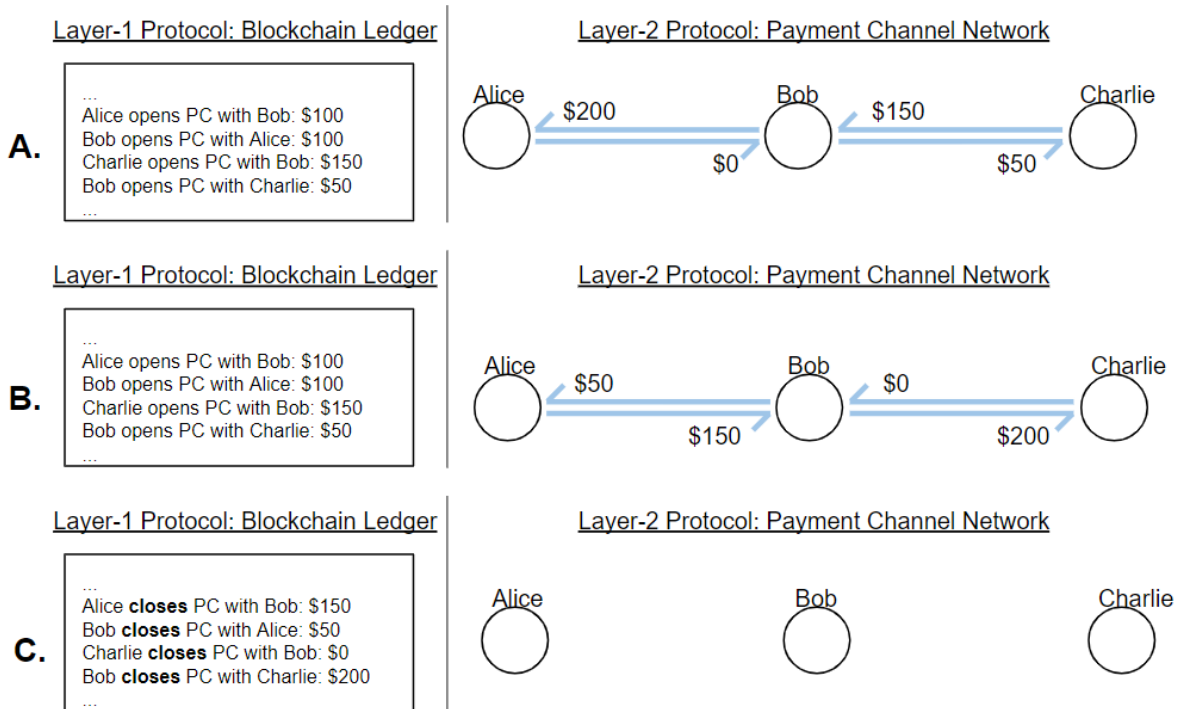 Layer-1 Protocol: Blockchain Ledger
Layer-2 Protocol: Payment Channel Network
A.
...
Alice opens PC with Bob: $100
Bob opens PC with Alice: $100
Charlie opens PC with Bob: $150
Bob opens PC with Charlie: $50
...
Alice
Bob
Charlie
$200
$150
$0
$50
Layer-1 Protocol: Blockchain Ledger
Layer-2 Protocol: Payment Channel Network
B.
...
Alice opens PC with Bob: $100
Bob opens PC with Alice: $100
Charlie opens PC with Bob: $150
Bob opens PC with Charlie: $50
...
Alice
Bob
Charlie
$50
$0
$150
$200
Layer-1 Protocol: Blockchain Ledger
Layer-2 Protocol: Payment Channel Network
C.
...
Alice closes PC with Bob: $150
Bob closes PC with Alice: $50
Charlie closes PC with Bob: $0
Bob closes PC with Charlie: $200
...
Alice
Bob
Charlie